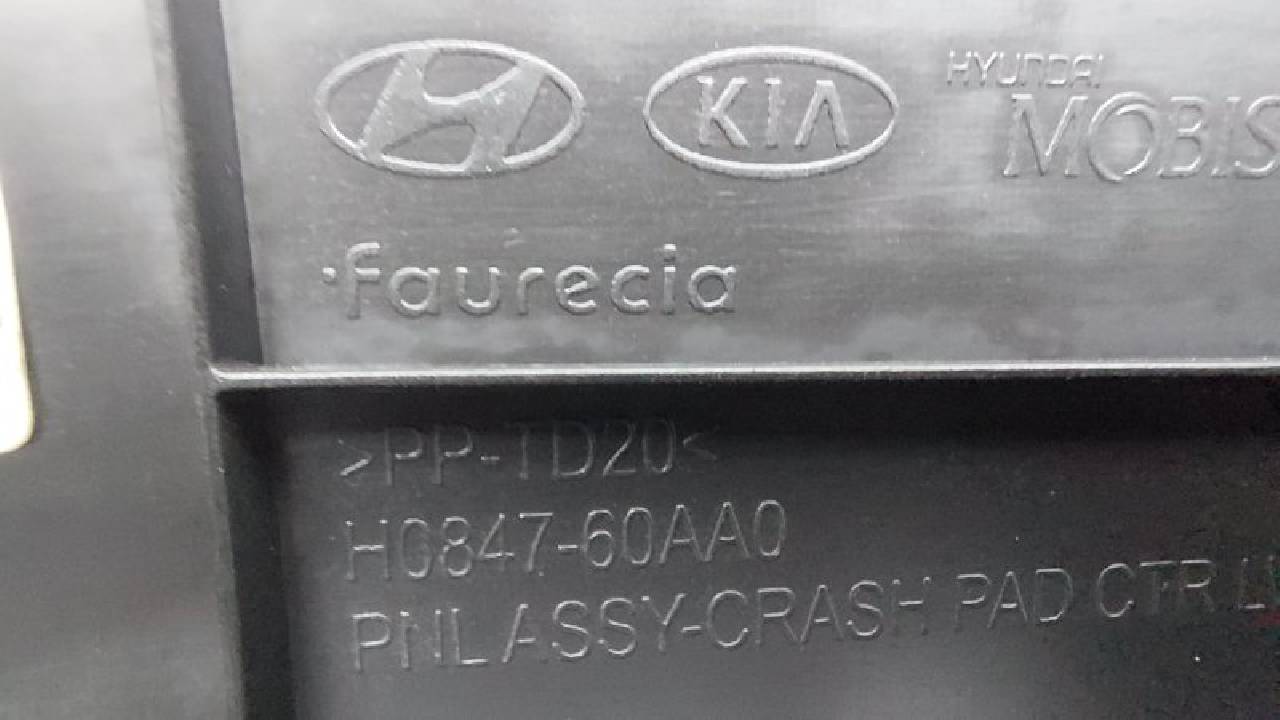 KIA
HYUNDAI
MOBIS
faurecia
>PP-TD20<
H0847-60AA0
PNL ASSY-CRASH PAD CTR